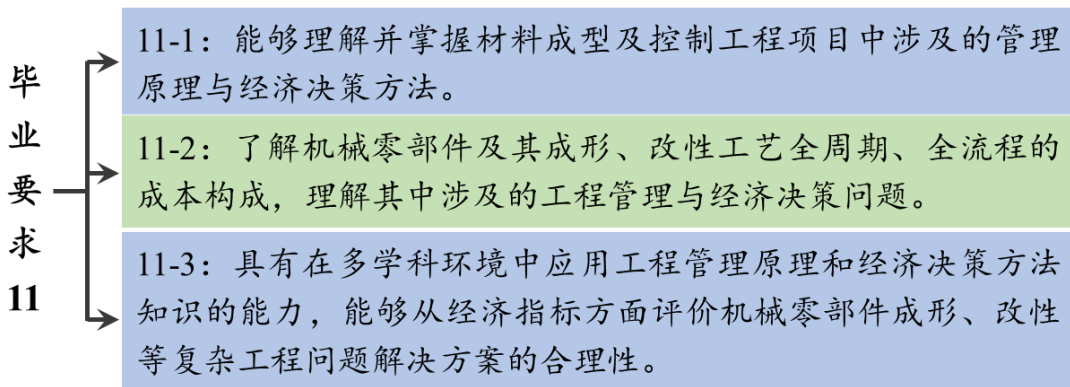 毕业要求11
11-1：能够理解并掌握材料成型及控制工程项目中涉及的管理
原理与经济决策方法。
11-2：了解机械零部件及其成形、改性工艺全周期、全流程的
成本构成，理解其中涉及的工程管理与经济决策问题。
11-3：具有在多学科环境中应用工程管理原理和经济决策方法
知识的能力，能够从经济指标方面评价机械零部件成形、改性
等复杂工程问题解决方案的合理性。